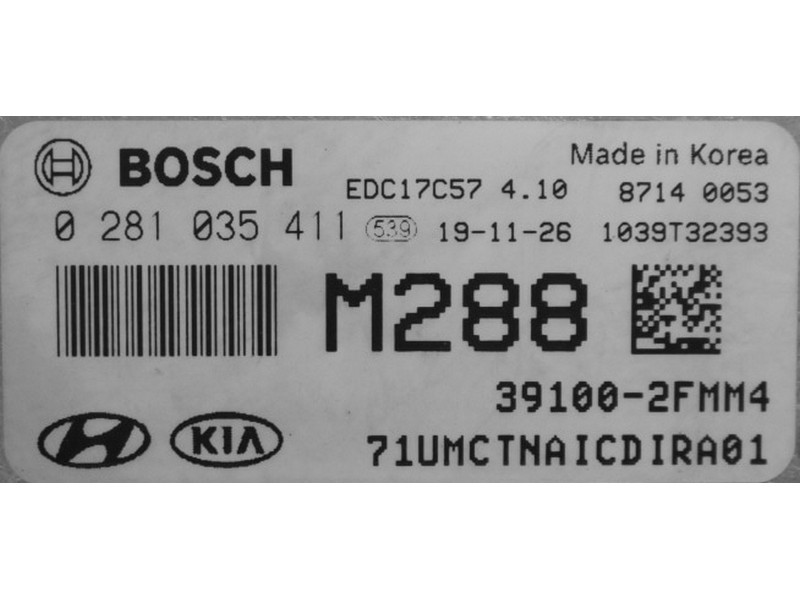 BOSCH
Made in Korea
EDC17C57 4.10 8714 0053
0 281 035 411 539 19-11-26 1039T32393
M288
39100-2FMM4
KIA
71UMCTNAICDIRA01